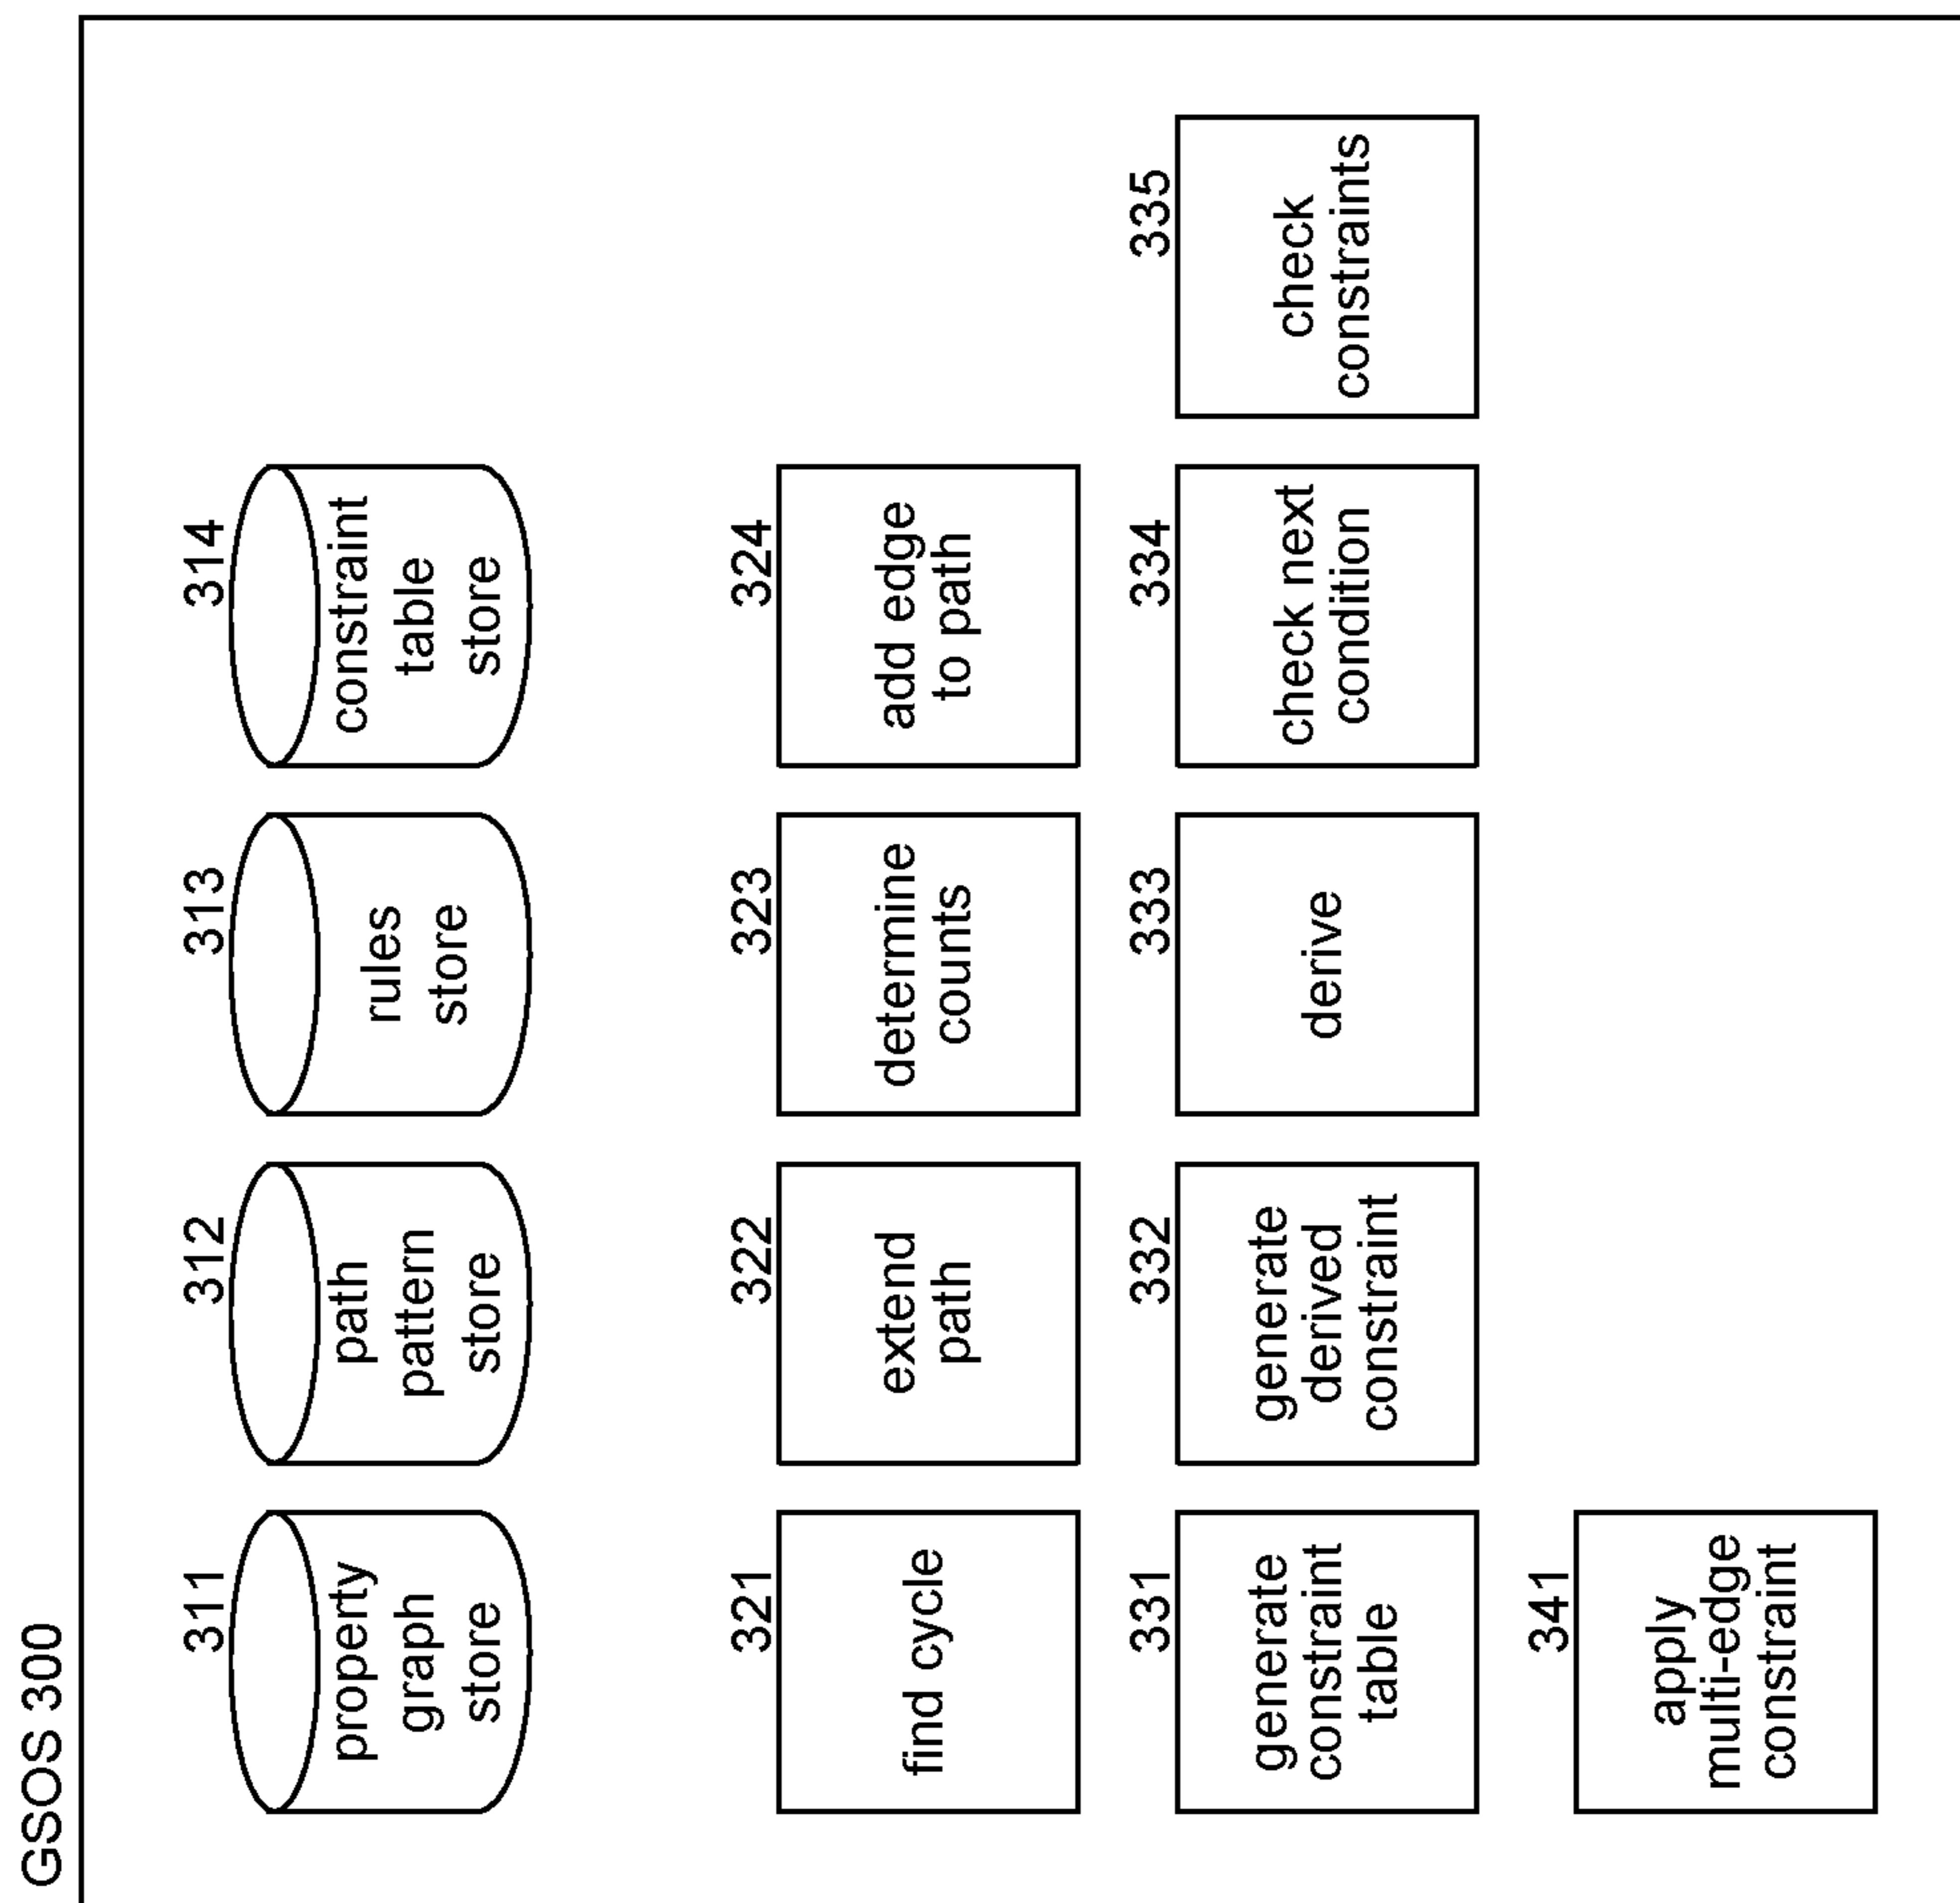 GSOS 300
311
property
graph
store
312
path
pattern
store
313
rules
store
314
constraint
table
store
321
find cycle
322
extend
path
323
determine
counts
324
add edge
to path
331
generate
constraint
table
332
generate
derived
constraint
333
derive
334
check next
condition
335
check
constraints
341
apply
multi-edge
constraint